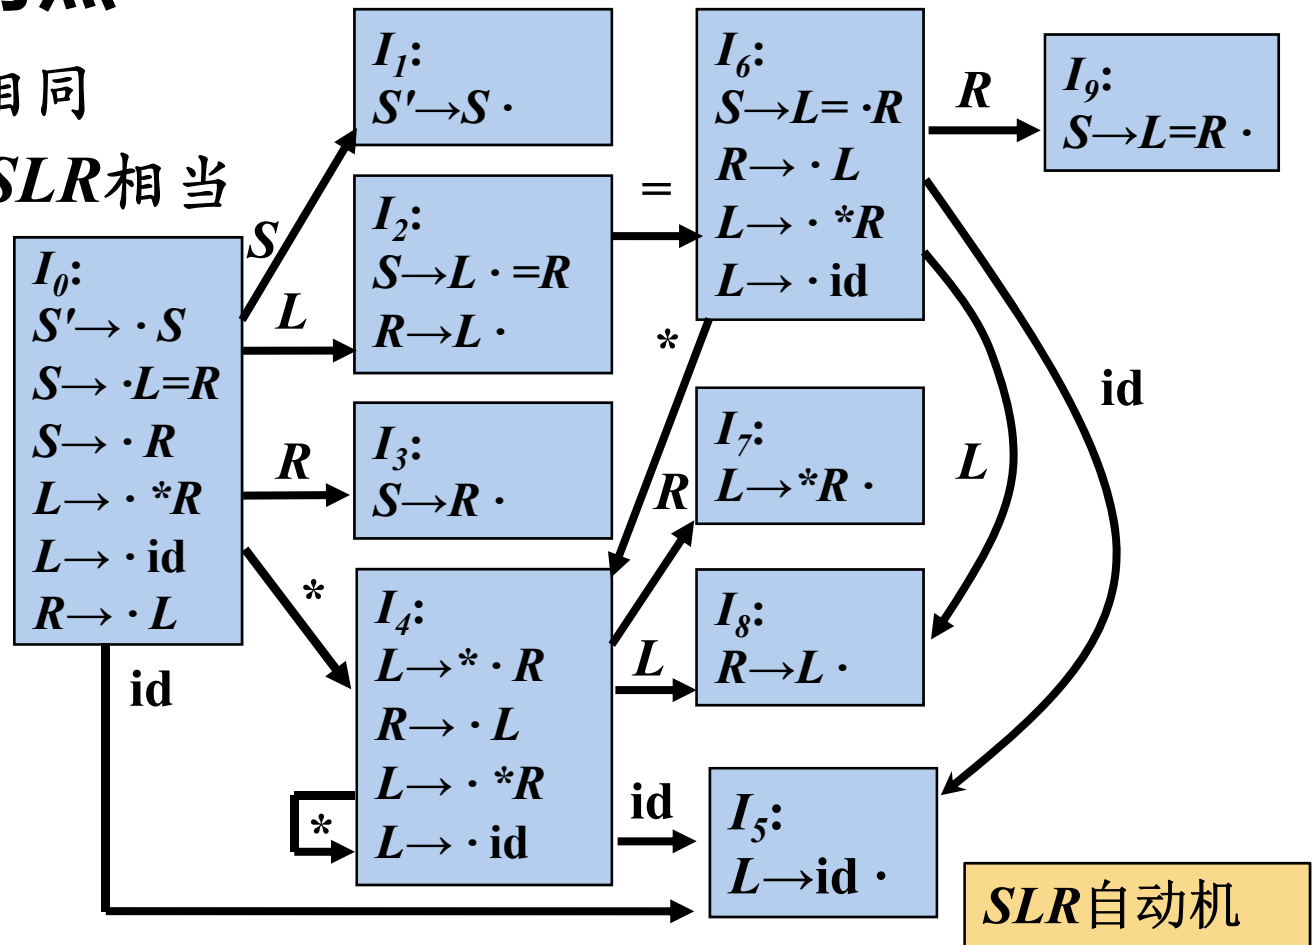 相同
SLR相当
I₀:
S'→ · S
S→ ·L=R
S→ · R
L→ · *R
L→ · id
R→ · L
S
L
R
*
id
I₁:
S'→S ·
I₂:
S→L · =R
R→L ·
I₃:
S→R ·
I₄:
L→* · R
R→ · L
L→ · *R
L→ · id
*
=
*
R
L
id
I₆:
S→L= ·R
R→ · L
L→ · *R
L→ · id
I₇:
L→*R ·
I₈:
R→L ·
I₅:
L→id ·
R
L
id
I₉:
S→L=R ·
SLR自动机